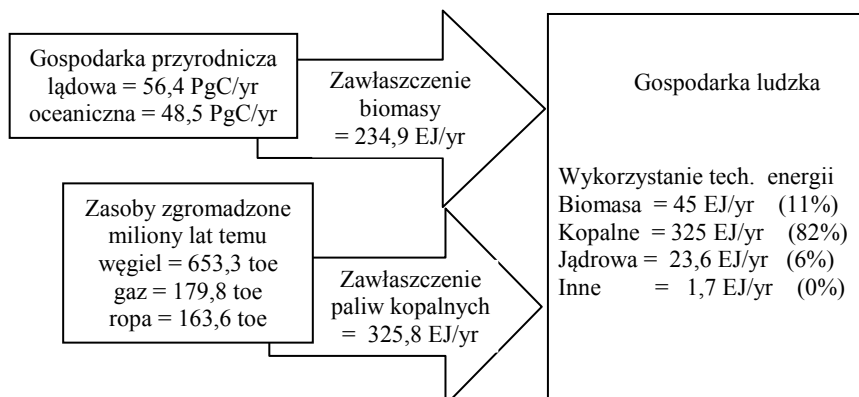 Gospodarka przyrodnicza
lądowa = 56,4 PgC/yr
oceaniczna = 48,5 PgC/yr
Zawłaszczenie
biomasy
= 234,9 EJ/yr
Zasoby zgromadzone
miliony lat temu
węgiel = 653,3 toe
gaz = 179,8 toe
ropa = 163,6 toe
Zawłaszczenie
paliw kopalnych
= 325,8 EJ/yr
Gospodarka ludzka
Wykorzystanie tech. energii
Biomasa = 45 EJ/yr (11%)
Kopalne = 325 EJ/yr (82%)
Jądrowa = 23,6 EJ/yr (6%)
Inne = 1,7 EJ/yr (0%)